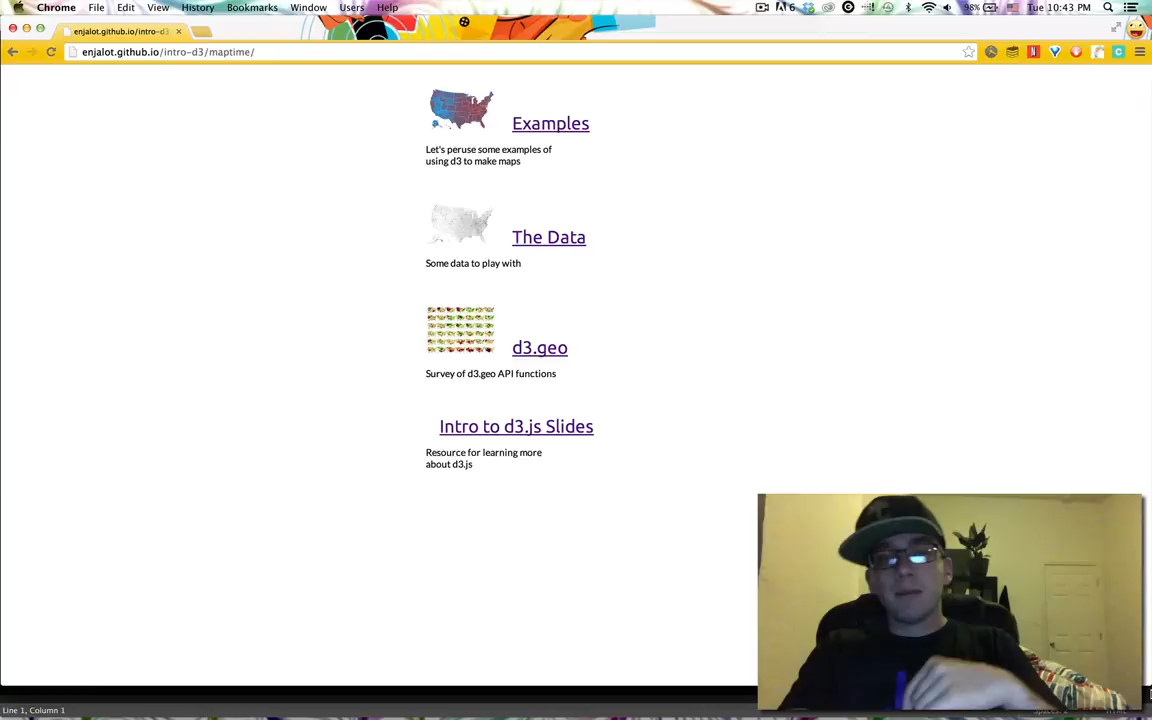 Chrome File Edit View History Bookmarks Window Users Help
6 98% Tue 10:43 PM
enjalot.github.io/intro-d3
enjalot.github.io/intro-d3/maptime/
Examples
Let's peruse some examples of
using d3 to make maps
The Data
Some data to play with
d3.geo
Survey of d3.geo API functions
Intro to d3.js Slides
Resource for learning more
about d3.js
Line 1, Column 1